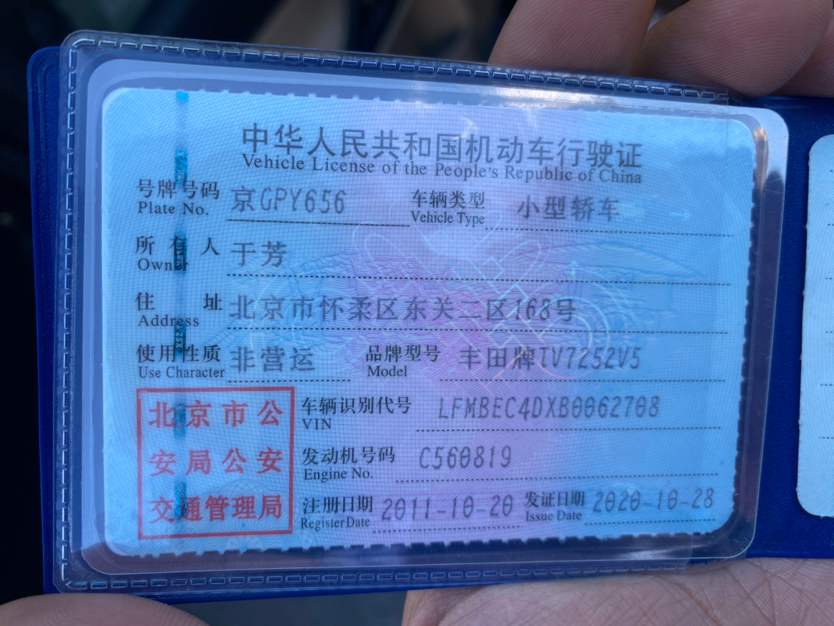 中华人民共和国机动车行驶证
Vehicle License of the People's Republic of China
号牌号码 京GPY656 车辆类型 小型轿车
Plate No. Vehicle Type
所有人 于芳
Owner
住址 北京市怀柔区东关二区168号
Address
使用性质 非营运 品牌型号 丰田牌TV7252V5
Use Character Model
北京市公
安局公安
交通管理局
车辆识别代号 LFMBEC4DXB0062708
VIN
发动机号码 C560819
Engine No.
注册日期 2011-10-20 发证日期 2020-10-28
Register Date Issue Date